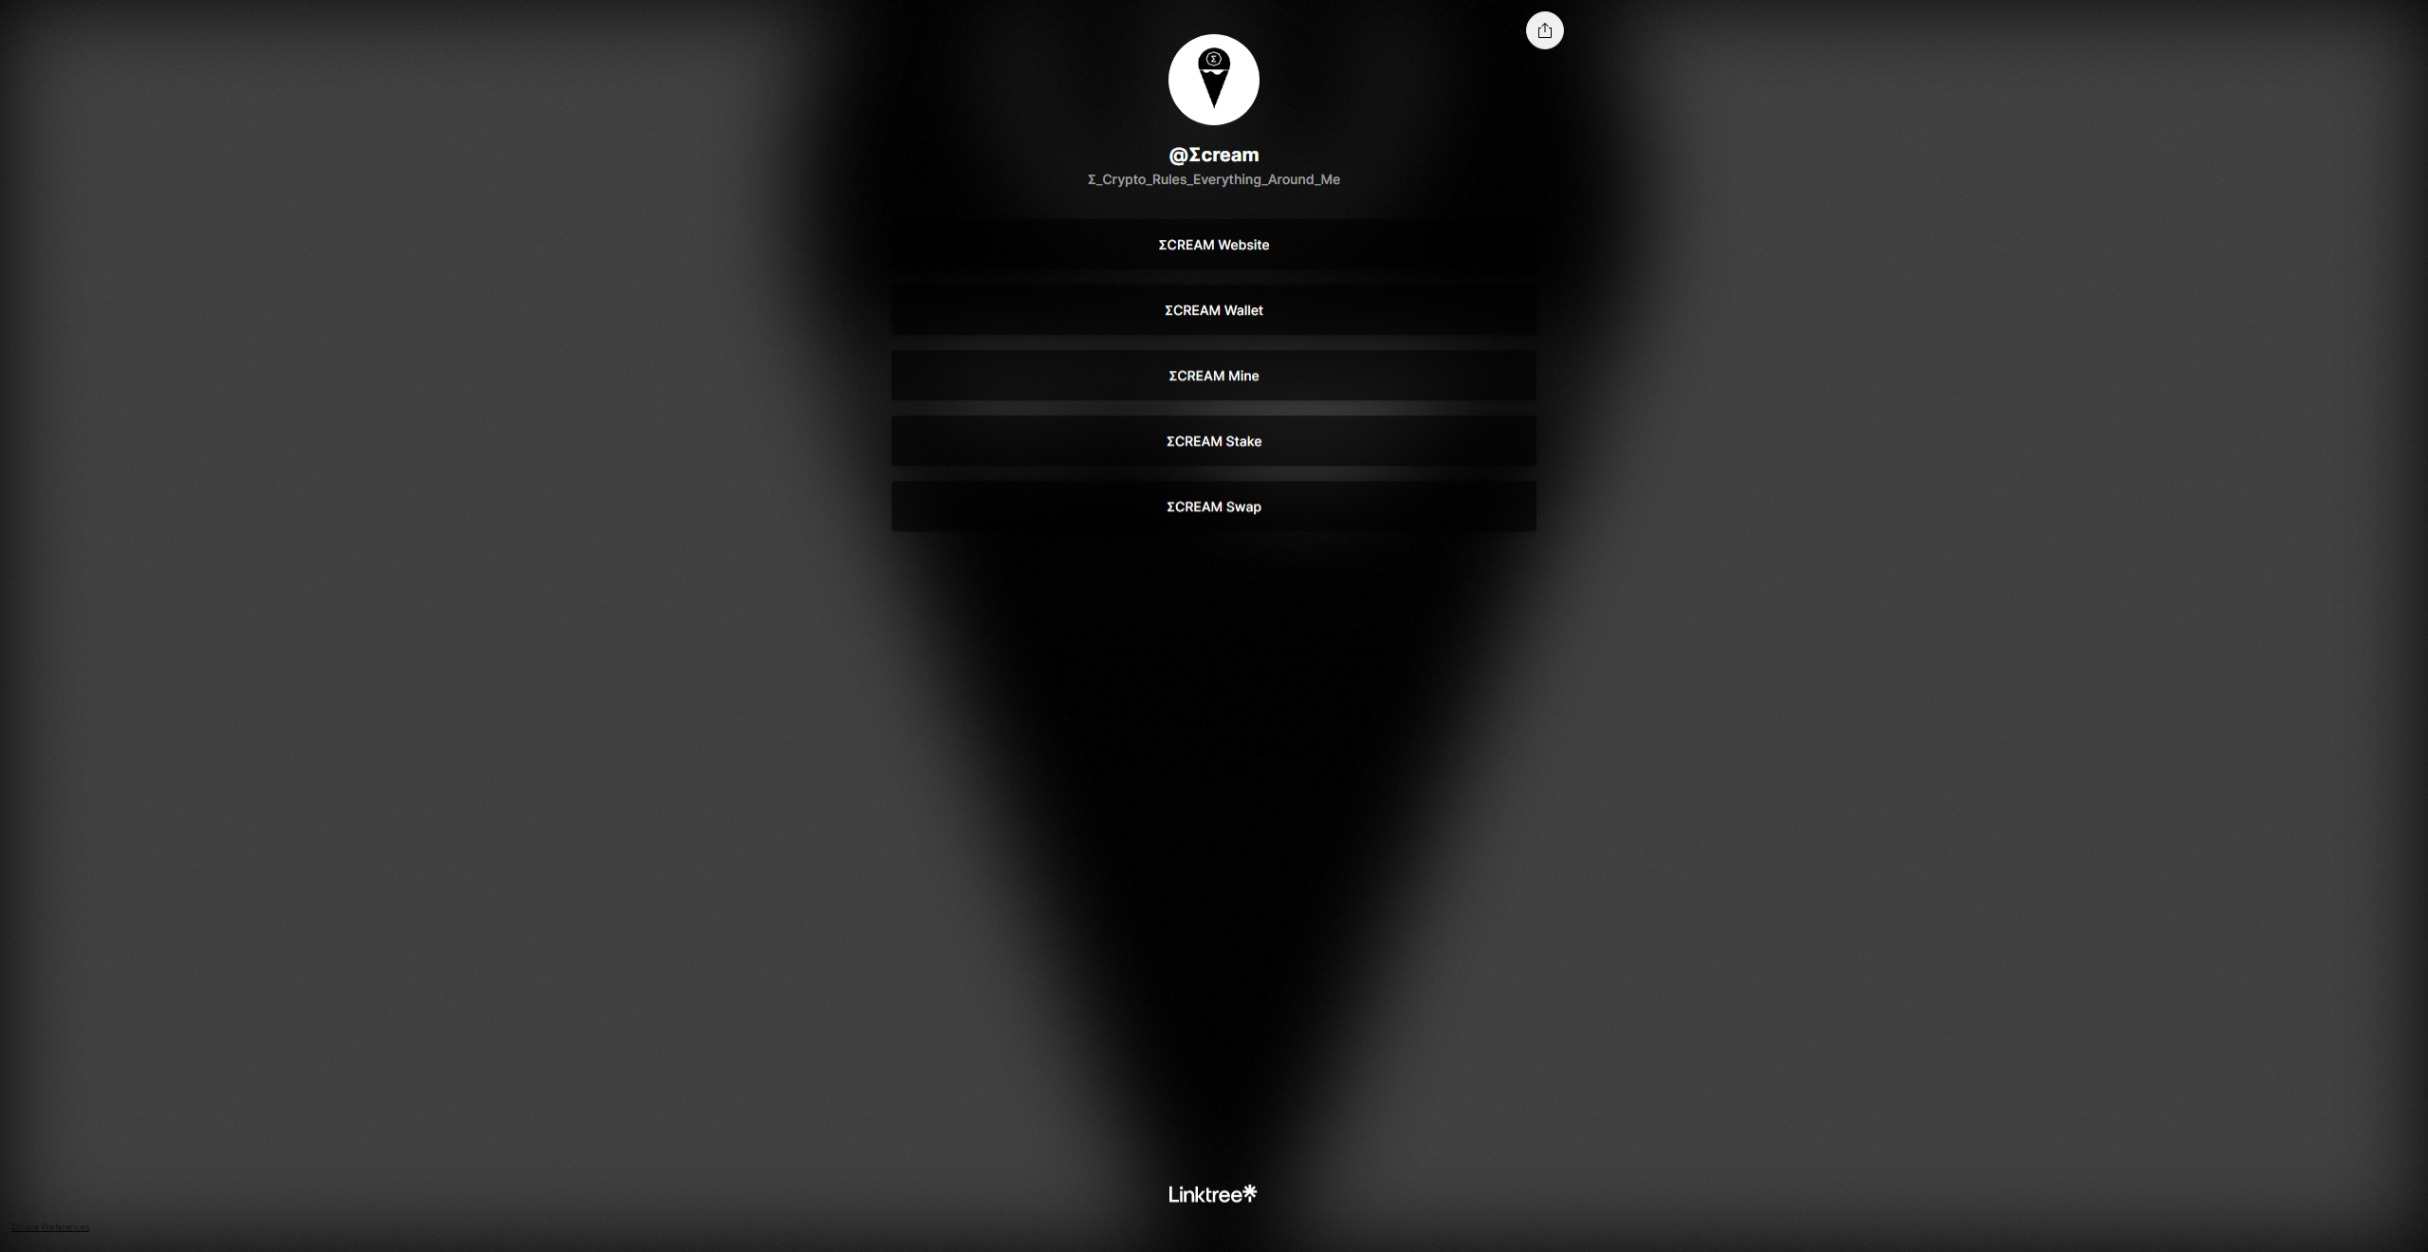 Σ
@Σcream
Σ_Crypto_Rules_Everything_Around_Me
ΣCREAM Website
ΣCREAM Wallet
ΣCREAM Mine
ΣCREAM Stake
ΣCREAM Swap
Linktree
Cookie Preferences